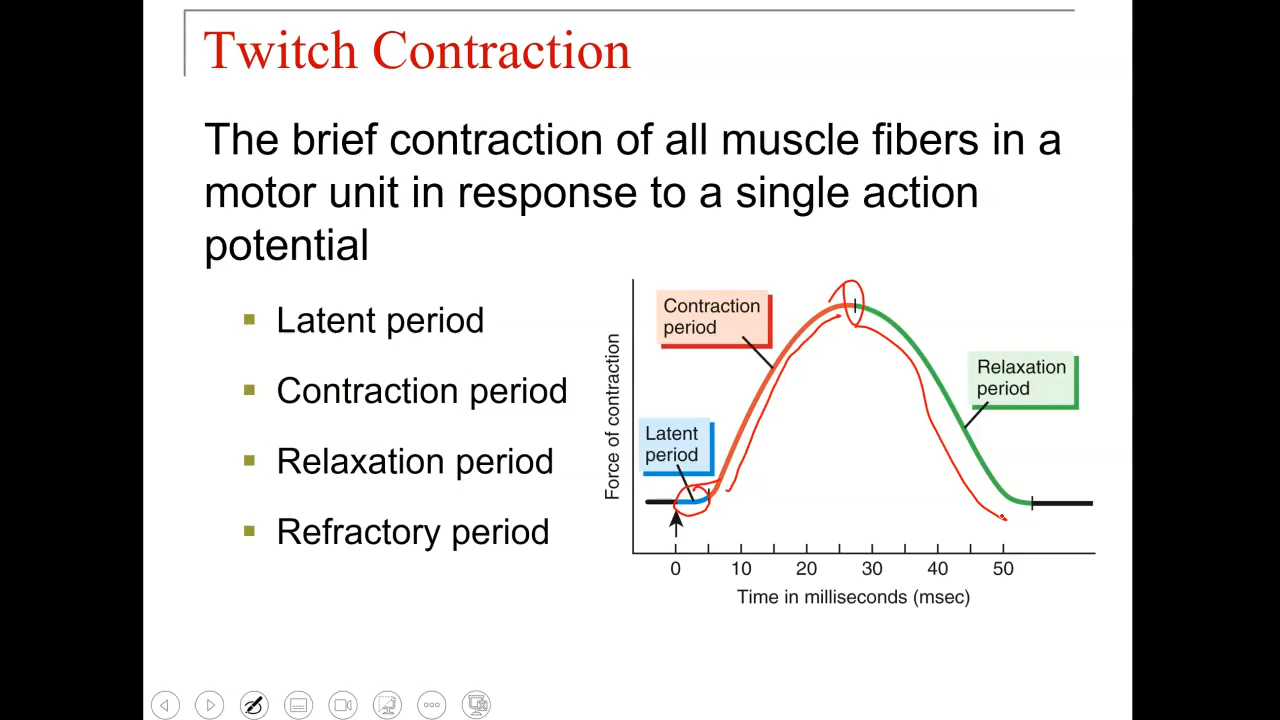 Twitch Contraction
The brief contraction of all muscle fibers in a
motor unit in response to a single action
potential
Latent period
Contraction period
Relaxation period
Refractory period
Force of contraction
Contraction
period
Latent
period
Relaxation
period
0 10 20 30 40 50
Time in milliseconds (msec)